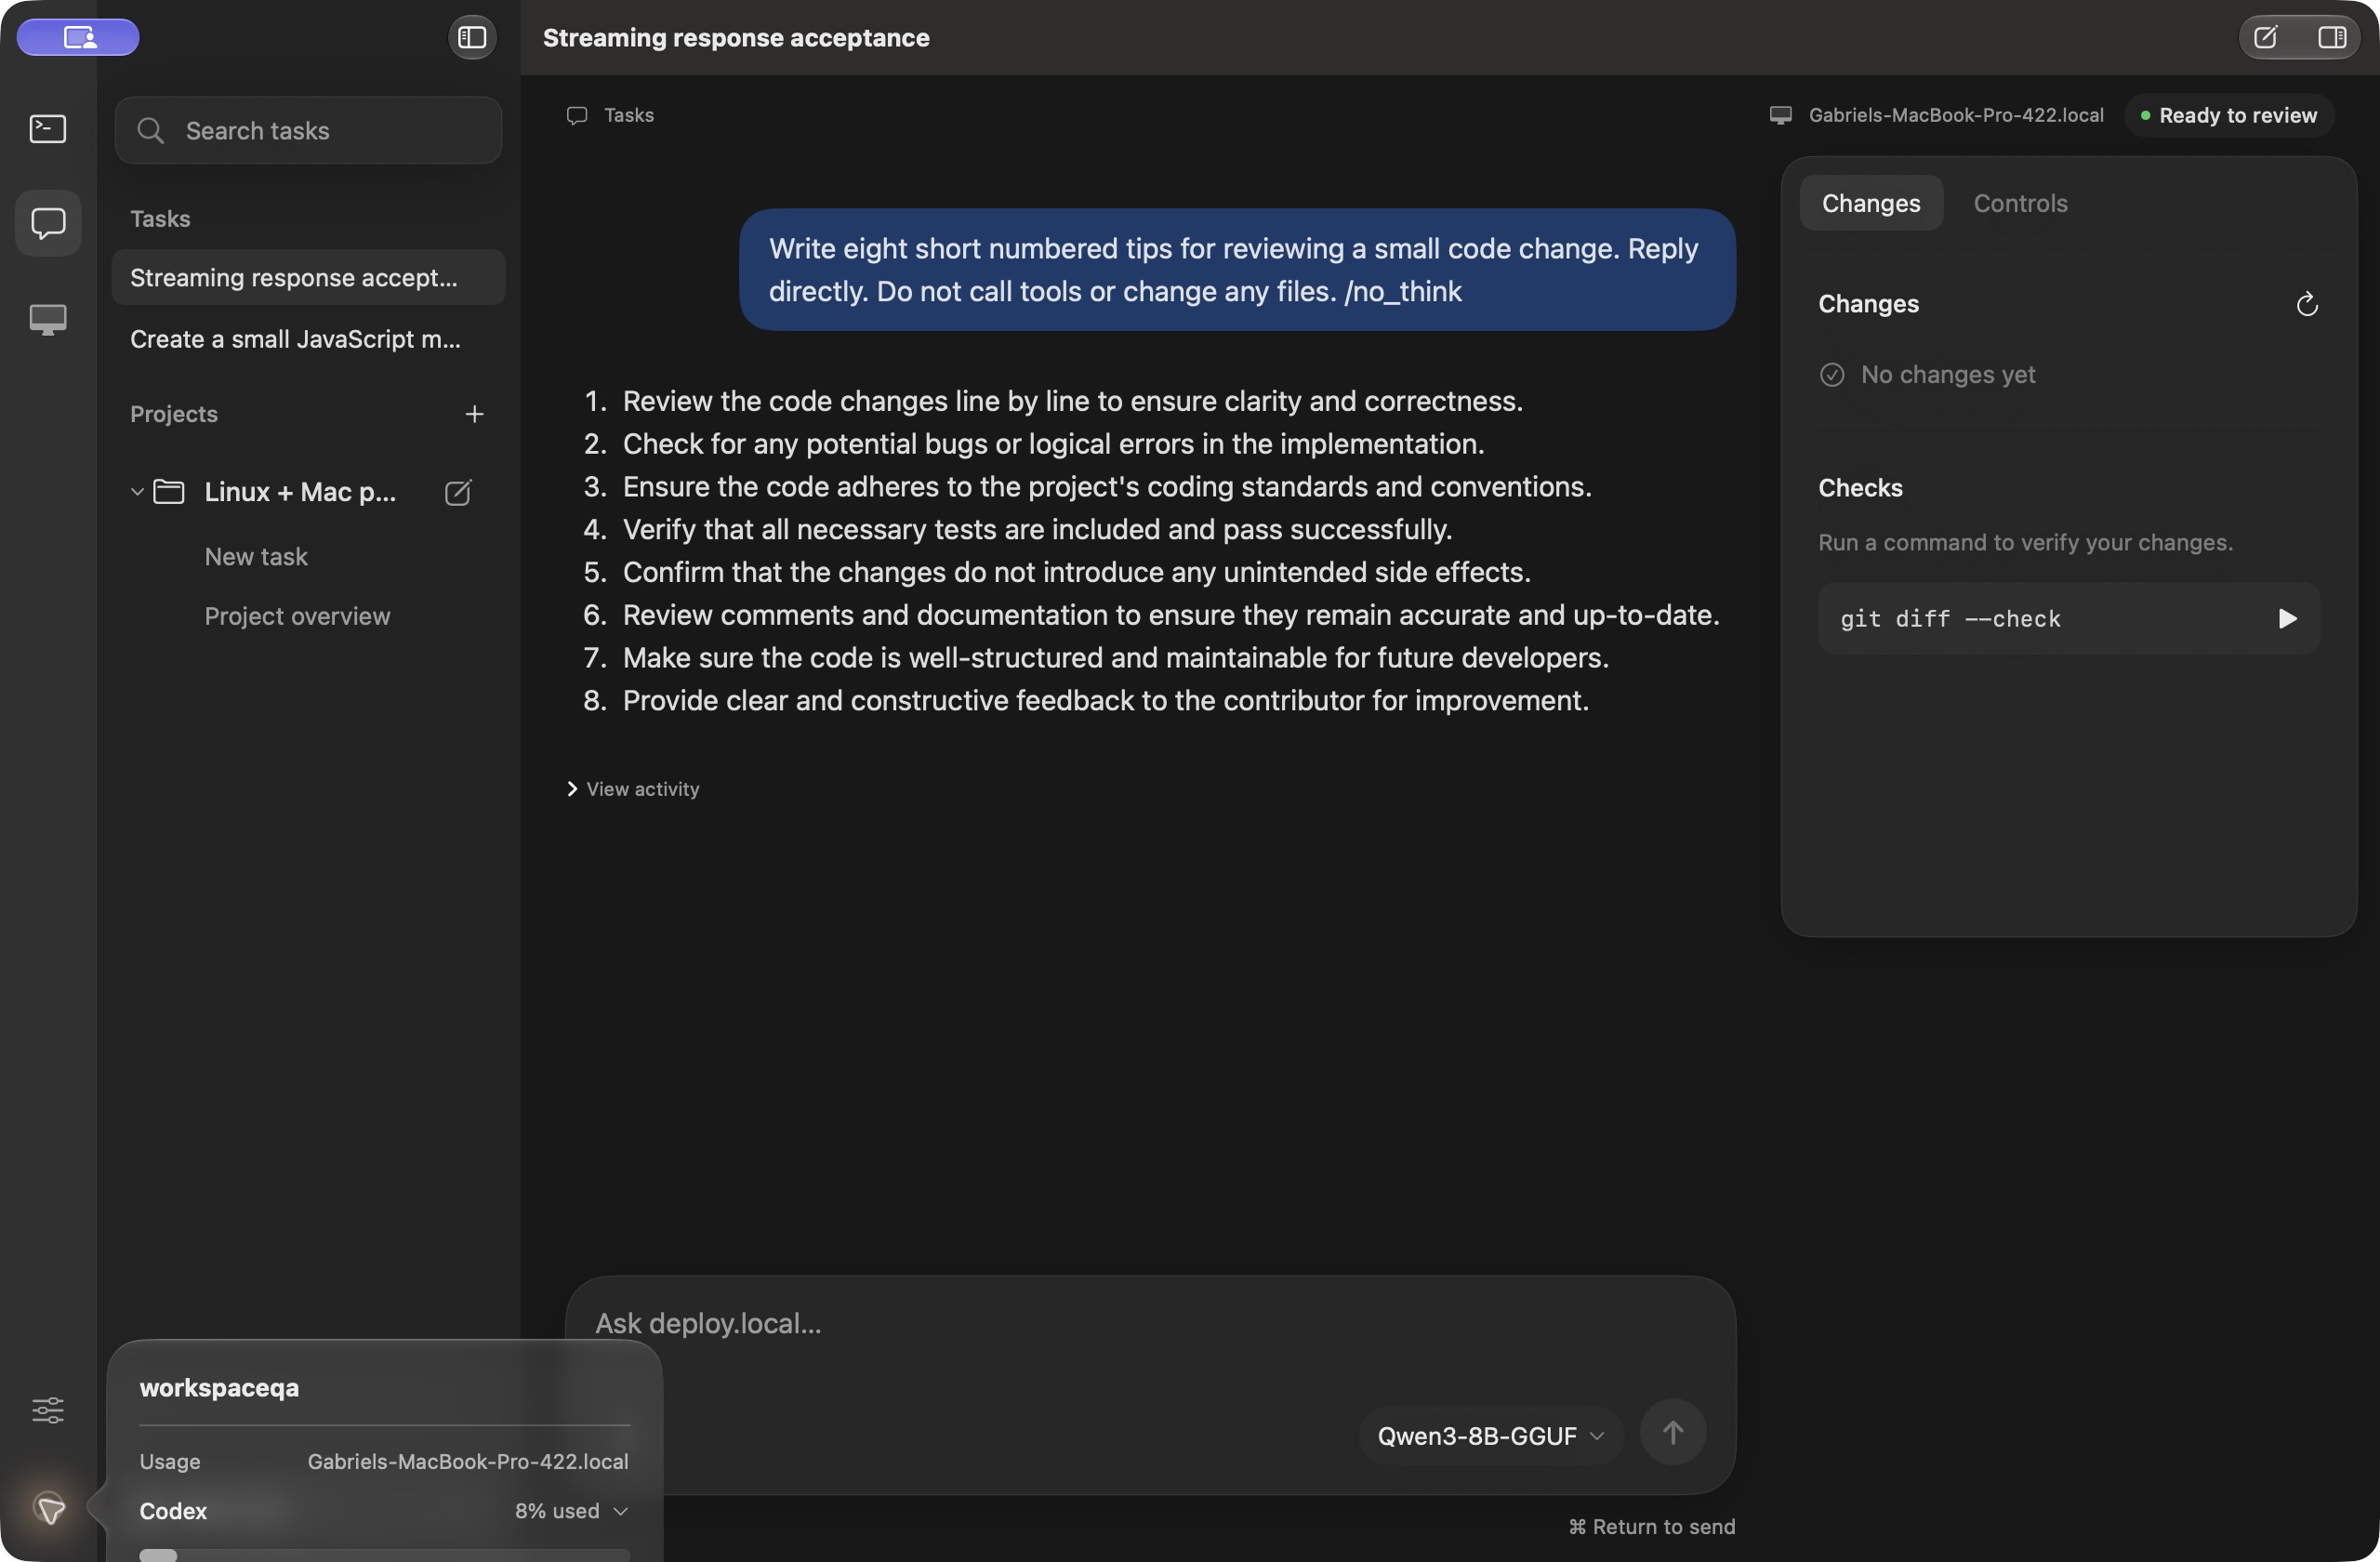 Streaming response acceptance
Search tasks
Tasks
Streaming response accept...
Create a small JavaScript m...
Projects
Linux + Mac p...
New task
Project overview
Tasks
Gabriels-MacBook-Pro-422.local
Ready to review
Write eight short numbered tips for reviewing a small code change. Reply
directly. Do not call tools or change any files. /no_think
1. Review the code changes line by line to ensure clarity and correctness.
2. Check for any potential bugs or logical errors in the implementation.
3. Ensure the code adheres to the project's coding standards and conventions.
4. Verify that all necessary tests are included and pass successfully.
5. Confirm that the changes do not introduce any unintended side effects.
6. Review comments and documentation to ensure they remain accurate and up-to-date.
7. Make sure the code is well-structured and maintainable for future developers.
8. Provide clear and constructive feedback to the contributor for improvement.
View activity
Changes
Controls
Changes
No changes yet
Checks
Run a command to verify your changes.
git diff --check
Ask deploy.local...
Qwen3-8B-GGUF
⌘ Return to send
workspaceqa
Usage
Gabriels-MacBook-Pro-422.local
Codex
8% used